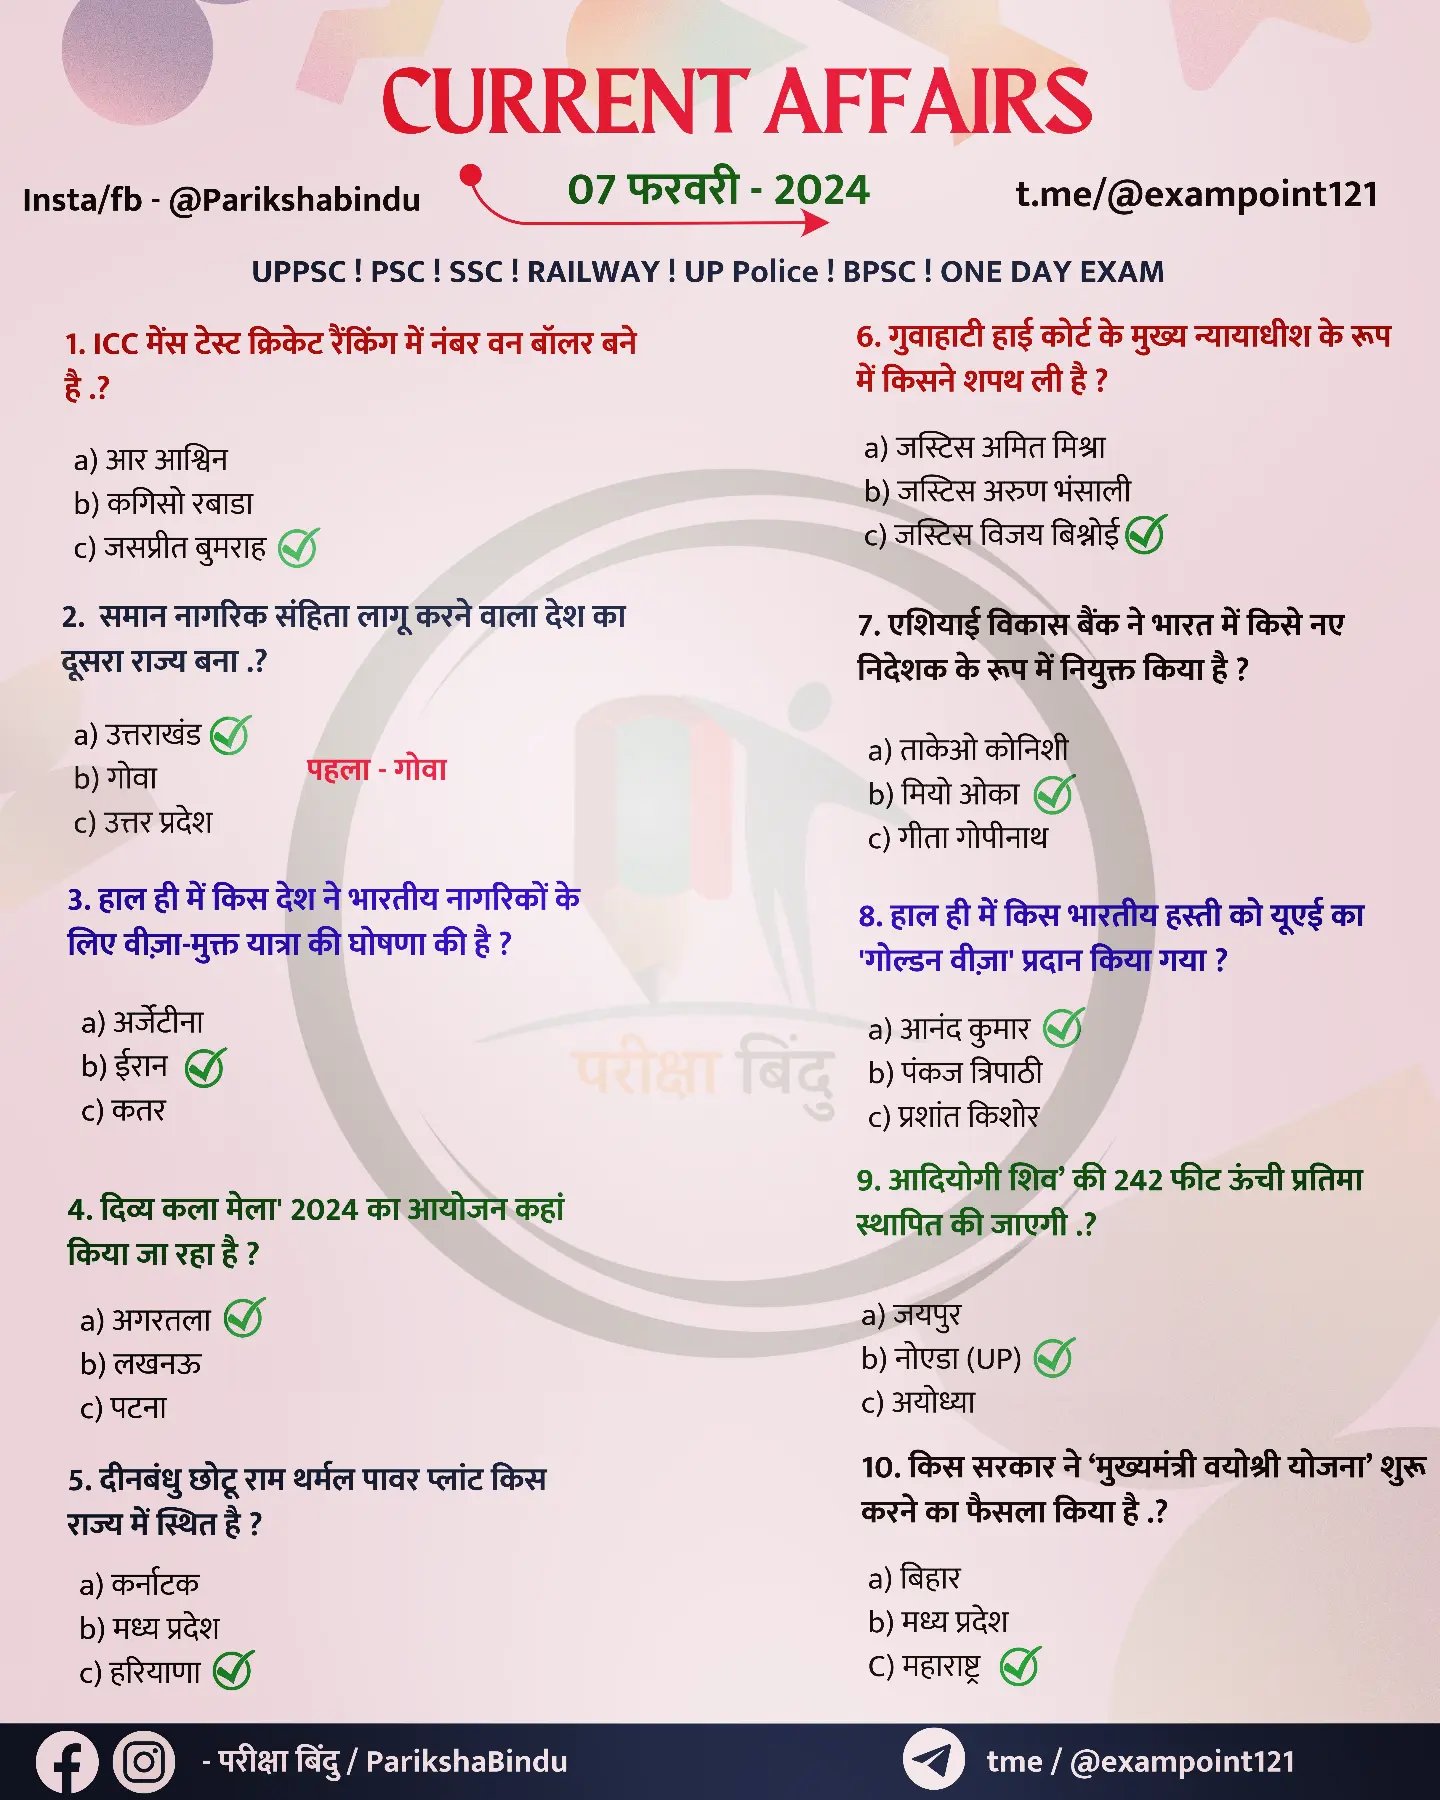 CURRENT AFFAIRS
Insta/fb - @Parikshabindu
07 फरवरी - 2024
t.me/@exampoint121
UPPSC ! PSC ! SSC ! RAILWAY ! UP Police ! BPSC ! ONE DAY EXAM
1. ICC मेंस टेस्ट क्रिकेट रैंकिंग में नंबर वन बॉलर बने
है .?
a) आर आश्विन
b) कगिसो रबाडा
c) जसप्रीत बुमराह
2. समान नागरिक संहिता लागू करने वाला देश का
दूसरा राज्य बना .?
a) उत्तराखंड
b) गोवा
पहला - गोवा
c) उत्तर प्रदेश
3. हाल ही में किस देश ने भारतीय नागरिकों के
लिए वीज़ा-मुक्त यात्रा की घोषणा की है ?
a) अर्जेटीना
b) ईरान
c) कतर
4. दिव्य कला मेला' 2024 का आयोजन कहां
किया जा रहा है ?
a) अगरतला
b) लखनऊ
c) पटना
5. दीनबंधु छोटू राम थर्मल पावर प्लांट किस
राज्य में स्थित है ?
a) कर्नाटक
b) मध्य प्रदेश
c) हरियाणा
6. गुवाहाटी हाई कोर्ट के मुख्य न्यायाधीश के रूप
में किसने शपथ ली है ?
a) जस्टिस अमित मिश्रा
b) जस्टिस अरुण भंसाली
c) जस्टिस विजय बिश्नोई
7. एशियाई विकास बैंक ने भारत में किसे नए
निदेशक के रूप में नियुक्त किया है ?
a) ताकेओ कोनिशी
b) मियो ओका
c) गीता गोपीनाथ
8. हाल ही में किस भारतीय हस्ती को यूएई का
'गोल्डन वीज़ा' प्रदान किया गया ?
a) आनंद कुमार
b) पंकज त्रिपाठी
c) प्रशांत किशोर
9. आदियोगी शिव’ की 242 फीट ऊंची प्रतिमा
स्थापित की जाएगी .?
a) जयपुर
b) नोएडा (UP)
c) अयोध्या
10. किस सरकार ने ‘मुख्यमंत्री वयोश्री योजना’ शुरू
करने का फैसला किया है .?
a) बिहार
b) मध्य प्रदेश
C) महाराष्ट्र
परीक्षा बिंदु
- परीक्षा बिंदु / ParikshaBindu
tme / @exampoint121